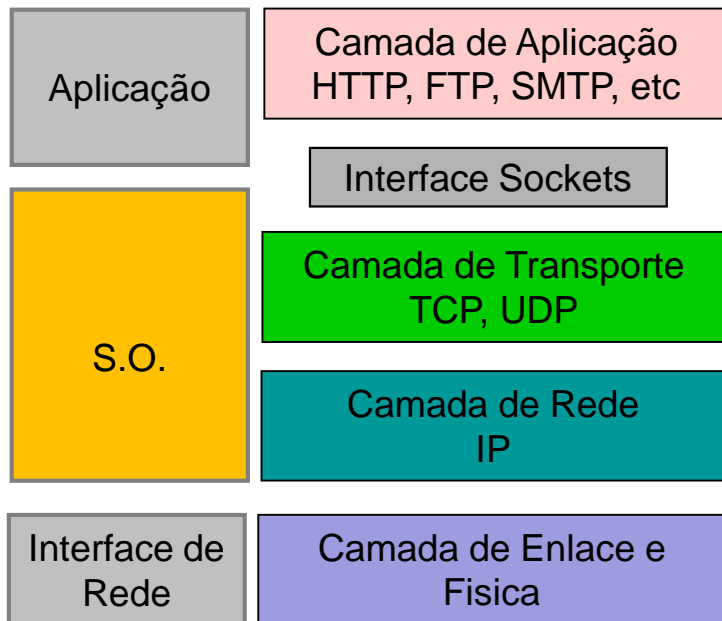 Aplicação
Camada de Aplicação
HTTP, FTP, SMTP, etc
Interface Sockets
S.O.
Camada de Transporte
TCP, UDP
Camada de Rede
IP
Interface de
Rede
Camada de Enlace e
Fisica